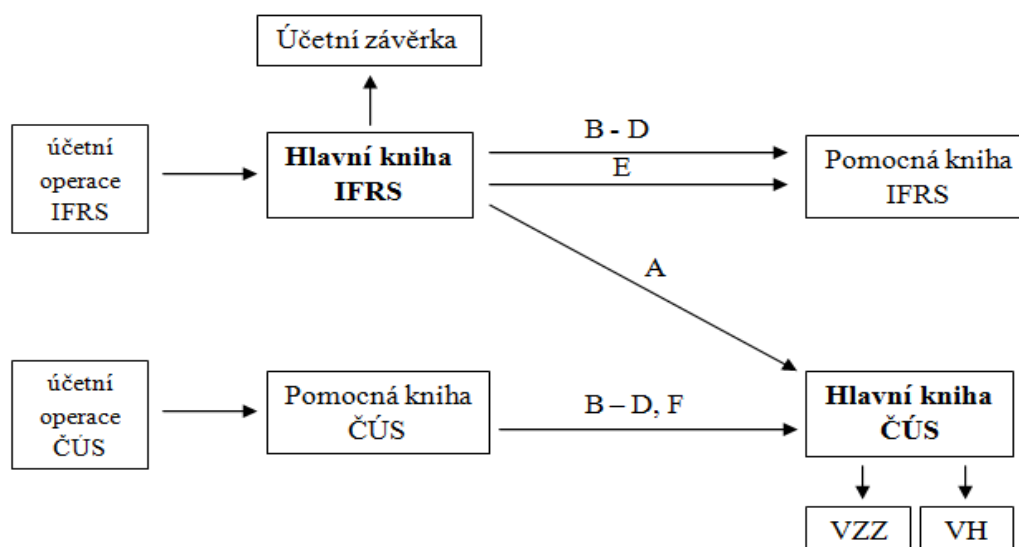 Účetní závěrka
účetní
operace
IFRS
Hlavní kniha
IFRS
B - D
E
Pomocná kniha
IFRS
A
účetní
operace
ČÚS
Pomocná kniha
ČÚS
B – D, F
Hlavní kniha
ČÚS
VZZ
VH